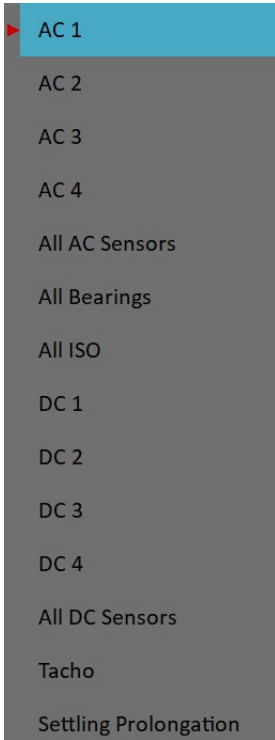 AC 1
AC 2
AC 3
AC 4
All AC Sensors
All Bearings
All ISO
DC 1
DC 2
DC 3
DC 4
All DC Sensors
Tacho
Settling Prolongation